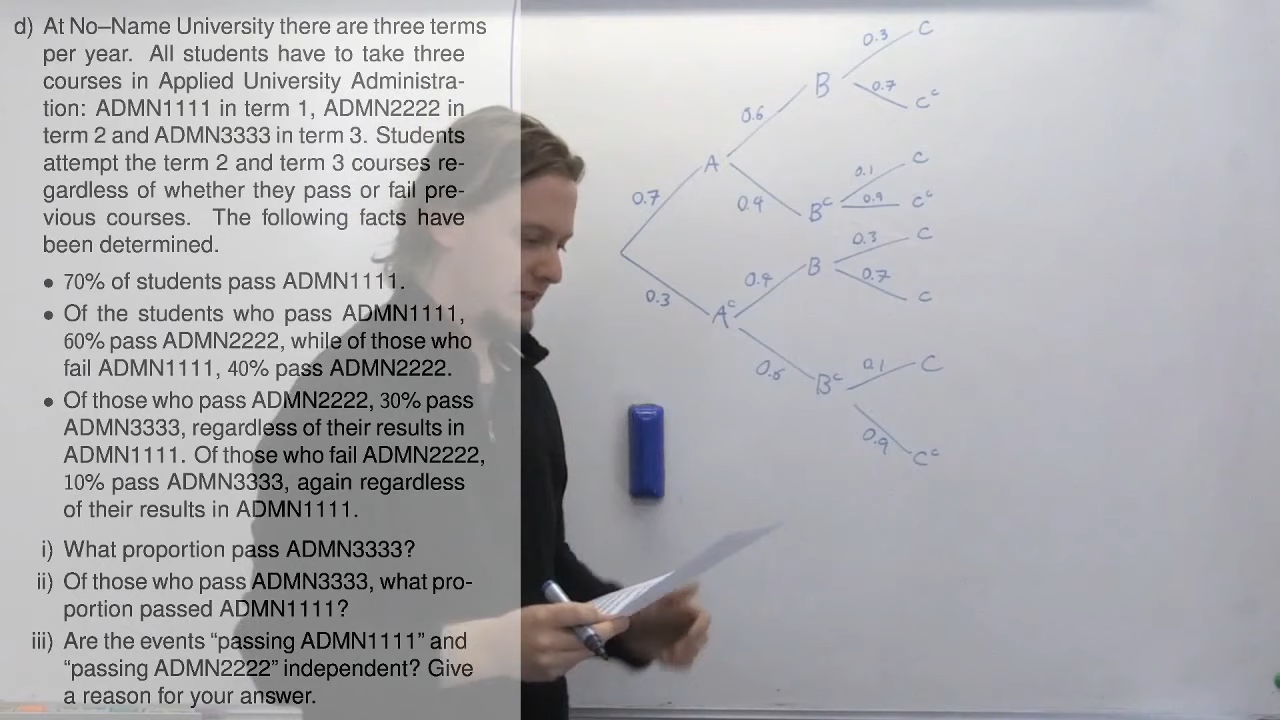 d) At No–Name University there are three terms
per year. All students have to take three
courses in Applied University Administra-
tion: ADMN1111 in term 1, ADMN2222 in
term 2 and ADMN3333 in term 3. Students
attempt the term 2 and term 3 courses re-
gardless of whether they pass or fail pre-
vious courses. The following facts have
been determined.
• 70% of students pass ADMN1111.
• Of the students who pass ADMN1111,
60% pass ADMN2222, while of those who
fail ADMN1111, 40% pass ADMN2222.
• Of those who pass ADMN2222, 30% pass
ADMN3333, regardless of their results in
ADMN1111. Of those who fail ADMN2222,
10% pass ADMN3333, again regardless
of their results in ADMN1111.
i) What proportion pass ADMN3333?
ii) Of those who pass ADMN3333, what pro-
portion passed ADMN1111?
iii) Are the events “passing ADMN1111” and
“passing ADMN2222” independent? Give
a reason for your answer.
0.3 C
B
0.7 Cᶜ
0.6
A
0.7
0.4
0.1 C
Bᶜ
0.9 Cᶜ
0.3 C
B
0.7 C
0.4
0.3
Aᶜ
0.6
0.1 C
Bᶜ
0.9 Cᶜ